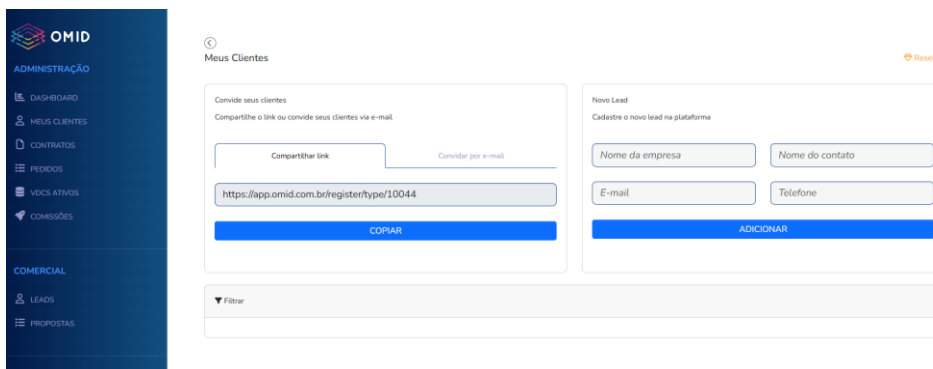 OMID
ADMINISTRAÇÃO
DASHBOARD
MEUS CLIENTES
CONTRATOS
PEDIDOS
VDCS ATIVOS
COMISSÕES
COMERCIAL
LEADS
PROPOSTAS
Meus Clientes
Rese
Convide seus clientes
Compartilhe o link ou convide seus clientes via e-mail
Compartilhar link Convidar por e-mail
https://app.omid.com.br/register/type/10044
COPIAR
Novo Lead
Cadastre o novo lead na plataforma
Nome da empresa Nome do contato
E-mail Telefone
ADICIONAR
Filtrar